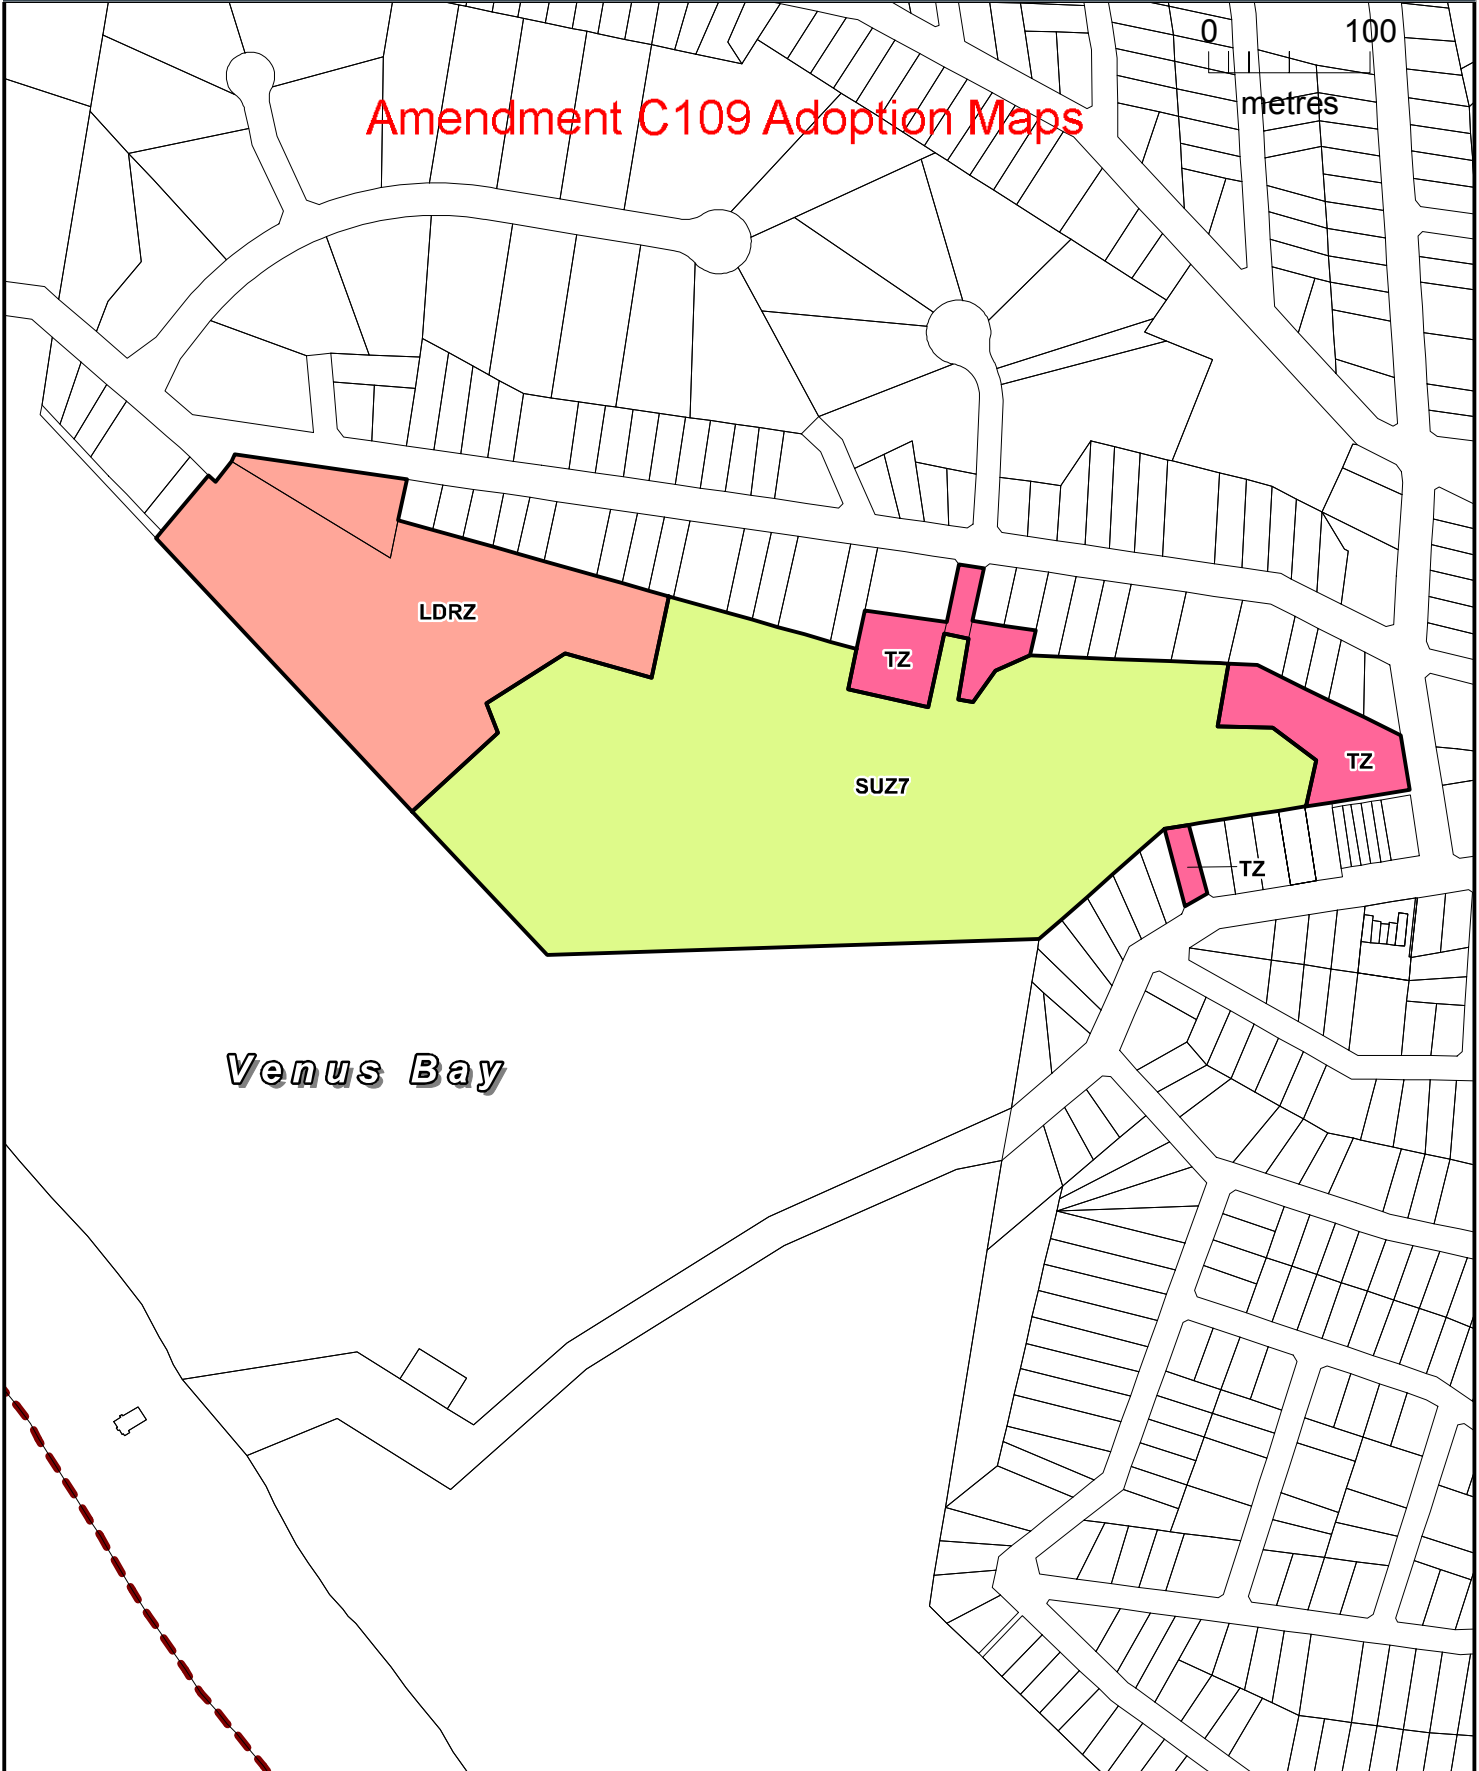 0 100
metres
Amendment C109 Adoption Maps
LDRZ
TZ
SUZ7
TZ
TZ
Venus Bay